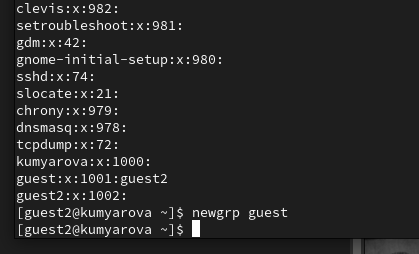 clevis:x:982:
setroubleshoot:x:981:
gdm:x:42:
gnome-initial-setup:x:980:
sshd:x:74:
slocate:x:21:
chrony:x:979:
dnsmasq:x:978:
tcpdump:x:72:
kumyarova:x:1000:
guest:x:1001:guest2
guest2:x:1002:
[guest2@kumyarova ~]$ newgrp guest
[guest2@kumyarova ~]$